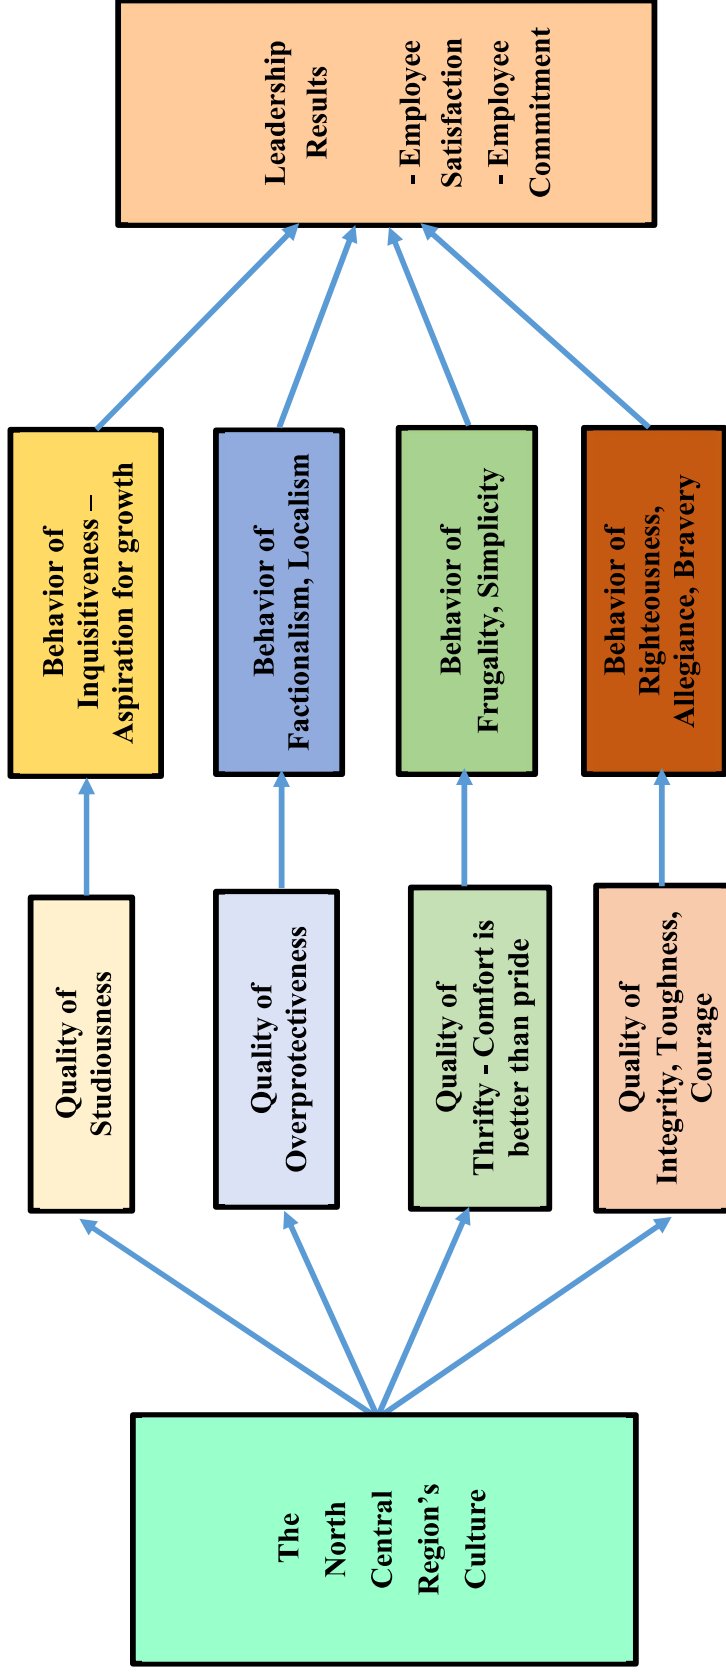 The
North
Central
Region’s
Culture
Quality of
Studiousness
Quality of
Overprotectiveness
Quality of
Thrifty - Comfort is
better than pride
Quality of
Integrity, Toughness,
Courage
Behavior of
Inquisitiveness –
Aspiration for growth
Behavior of
Factionalism, Localism
Behavior of
Frugality, Simplicity
Behavior of
Righteousness,
Allegiance, Bravery
Leadership
Results
- Employee
Satisfaction
- Employee
Commitment